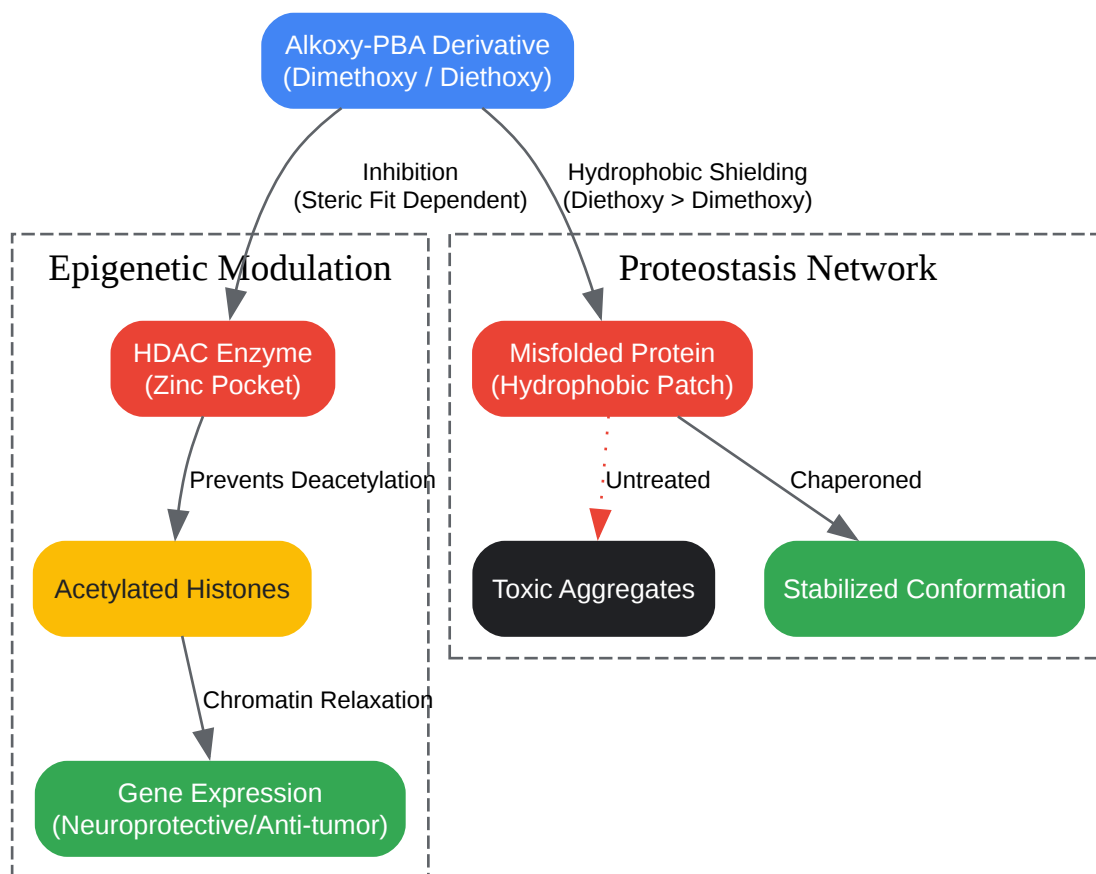 Alkoxy-PBA Derivative
(Dimethoxy / Diethoxy)
Inhibition
(Steric Fit Dependent)
Hydrophobic Shielding
(Diethoxy > Dimethoxy)
Epigenetic Modulation
Proteostasis Network
HDAC Enzyme
(Zinc Pocket)
Misfolded Protein
(Hydrophobic Patch)
Prevents Deacetylation
Untreated
Chaperoned
Acetylated Histones
Toxic Aggregates
Stabilized Conformation
Chromatin Relaxation
Gene Expression
(Neuroprotective/Anti-tumor)